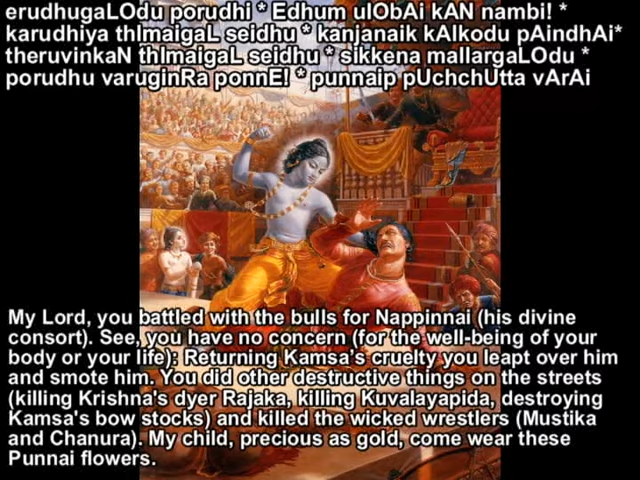 erudhugaLOdu porudhi * Edhum ulObAi kAN nambi! *
karudhiya thImaigaL seidhu * kanjanaik kAlkodu pAindhAi*
theruvinkaN thImaigaL seidhu * sikkena mallargaLOdu *
porudhu varuginRa ponnE! * punnaip pUchchUtta vArAi
My Lord, you battled with the bulls for Nappinnai (his divine
consort). See, you have no concern (for the well-being of your
body or your life): Returning Kamsa's cruelty you leapt over him
and smote him. You did other destructive things on the streets
(killing Krishna's dyer Rajaka, killing Kuvalayapida, destroying
Kamsa's bow stocks) and killed the wicked wrestlers (Mustika
and Chanura). My child, precious as gold, come wear these
Punnai flowers.